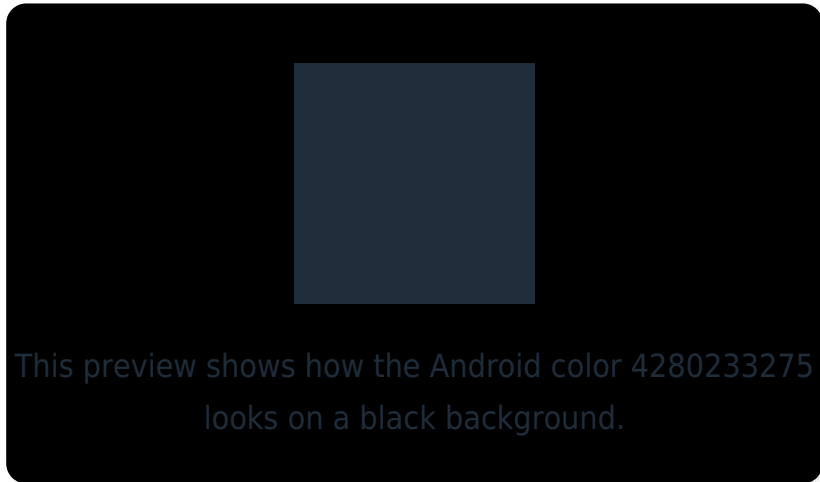 This preview shows how the Android color 4280233275
looks on a black background.